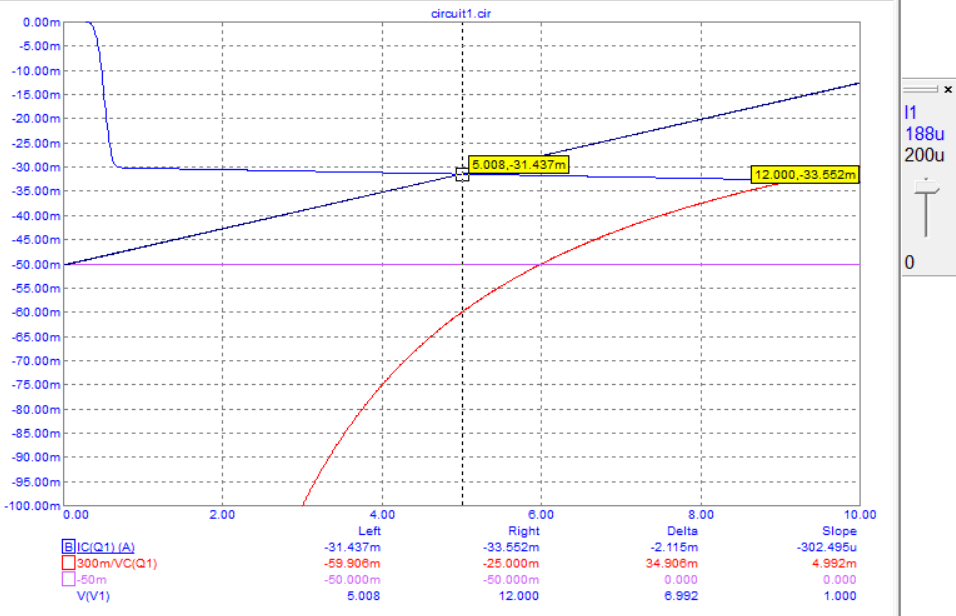 circuit1.cir
0.00m
-5.00m
-10.00m
-15.00m
-20.00m
-25.00m
-30.00m
-35.00m
-40.00m
-45.00m
-50.00m
-55.00m
-60.00m
-65.00m
-70.00m
-75.00m
-80.00m
-85.00m
-90.00m
-95.00m
-100.00m
5.008,-31.437m
12.000,-33.552m
0.00 2.00 4.00 6.00 8.00 10.00
Left Right Delta Slope
B IC(Q1) (A) -31.437m -33.552m -2.115m -302.495u
300m/VC(Q1) -59.906m -25.000m 34.906m 4.992m
-50m -50.000m -50.000m 0.000 0.000
V(V1) 5.008 12.000 6.992 1.000
I1
188u
200u
0